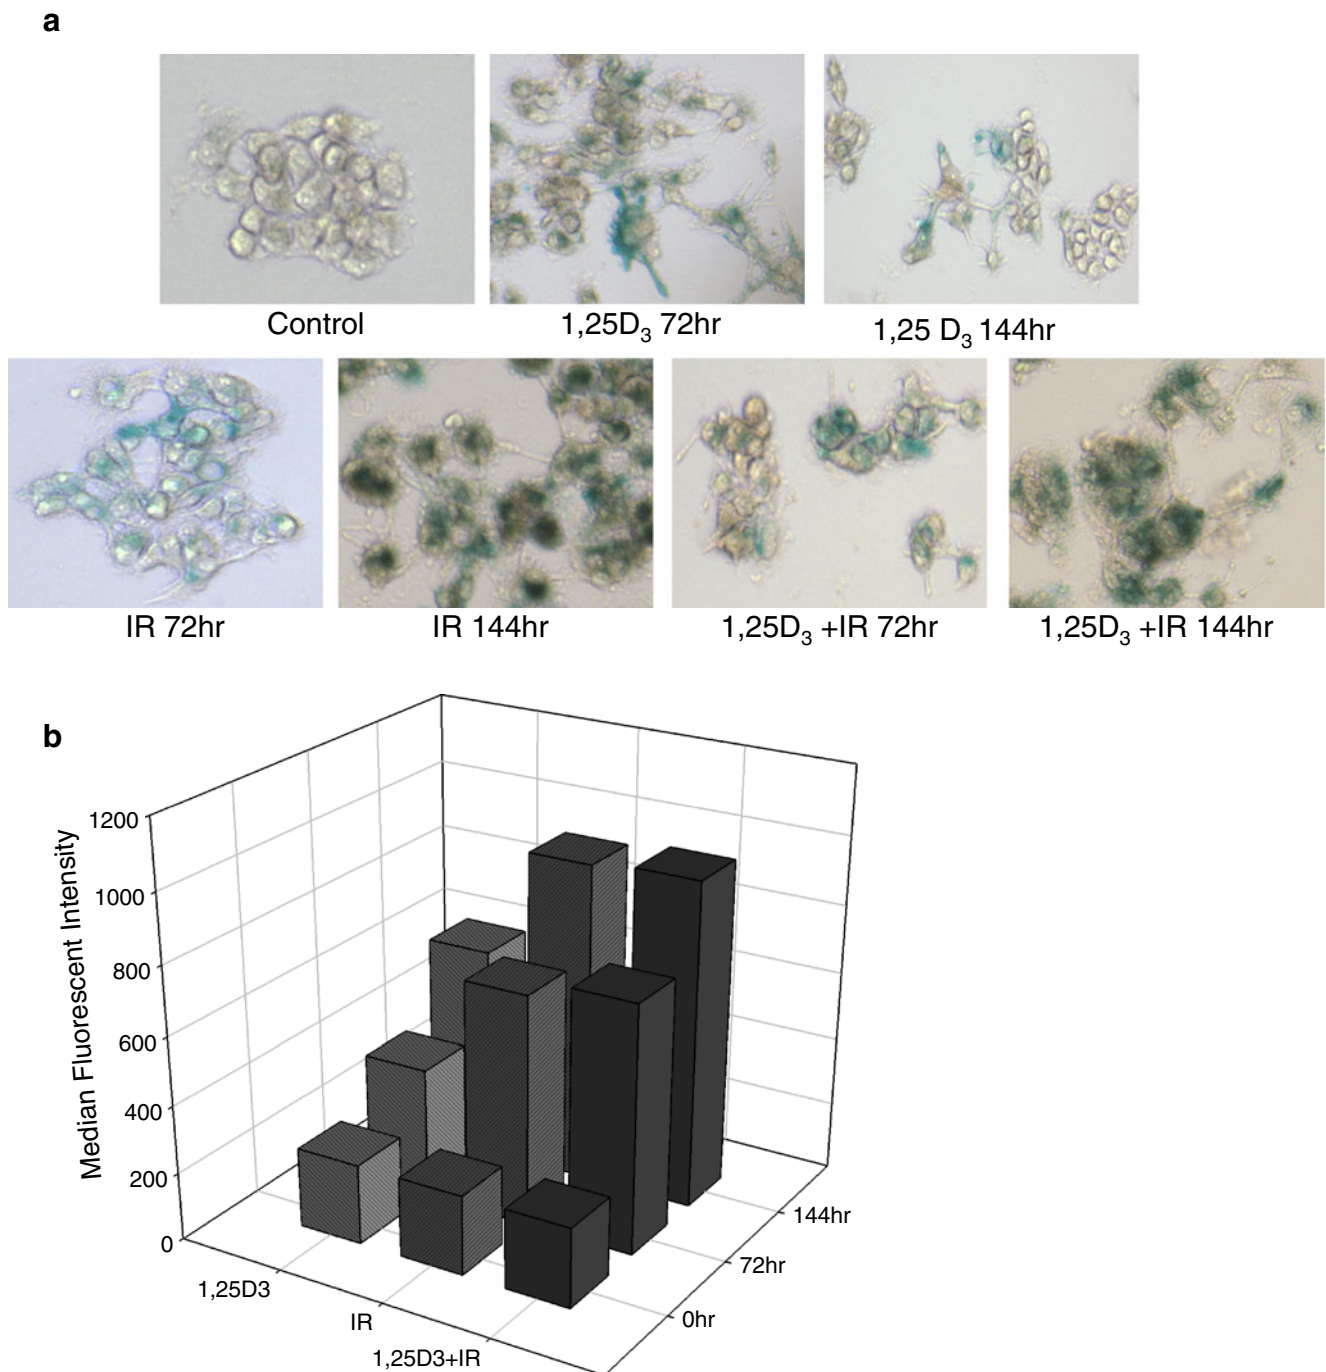 a
Control
1,25D3 72hr
1,25 D3 144hr
IR 72hr
IR 144hr
1,25D3 +IR 72hr
1,25D3 +IR 144hr
b
Median Fluorescent Intensity
1200
1000
800
600
400
200
0
1,25D3
IR
1,25D3+IR
0hr
72hr
144hr